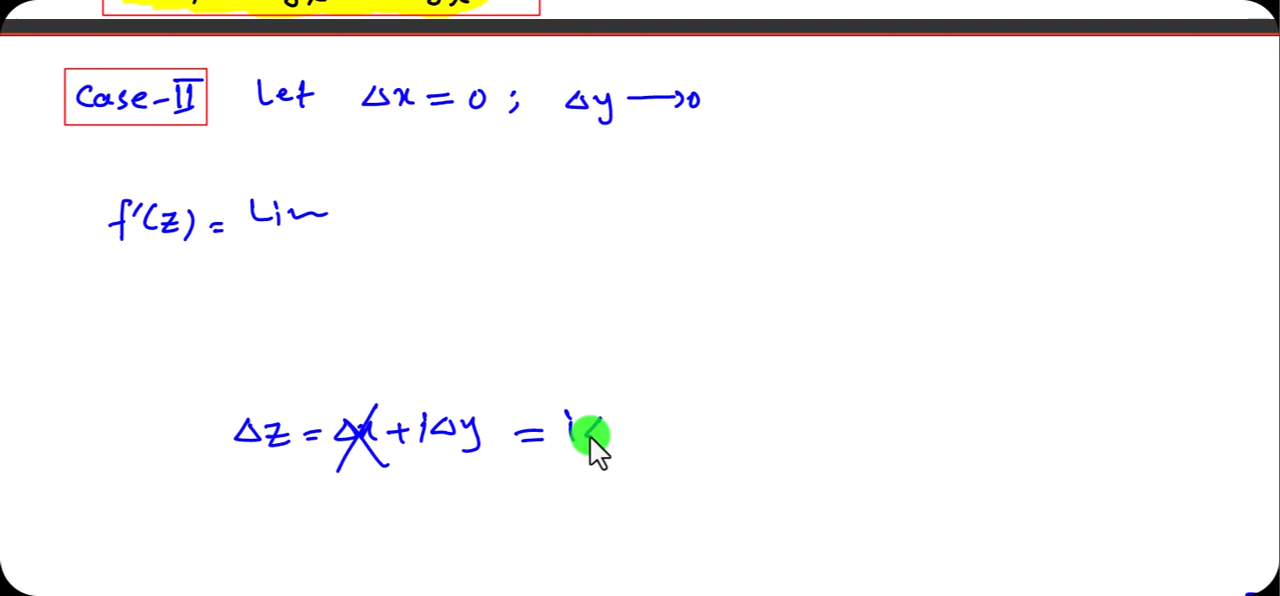 Case-II Let Δx = 0 ; Δy → 0
f'(z) = Lim
Δz = Δx + iΔy = i